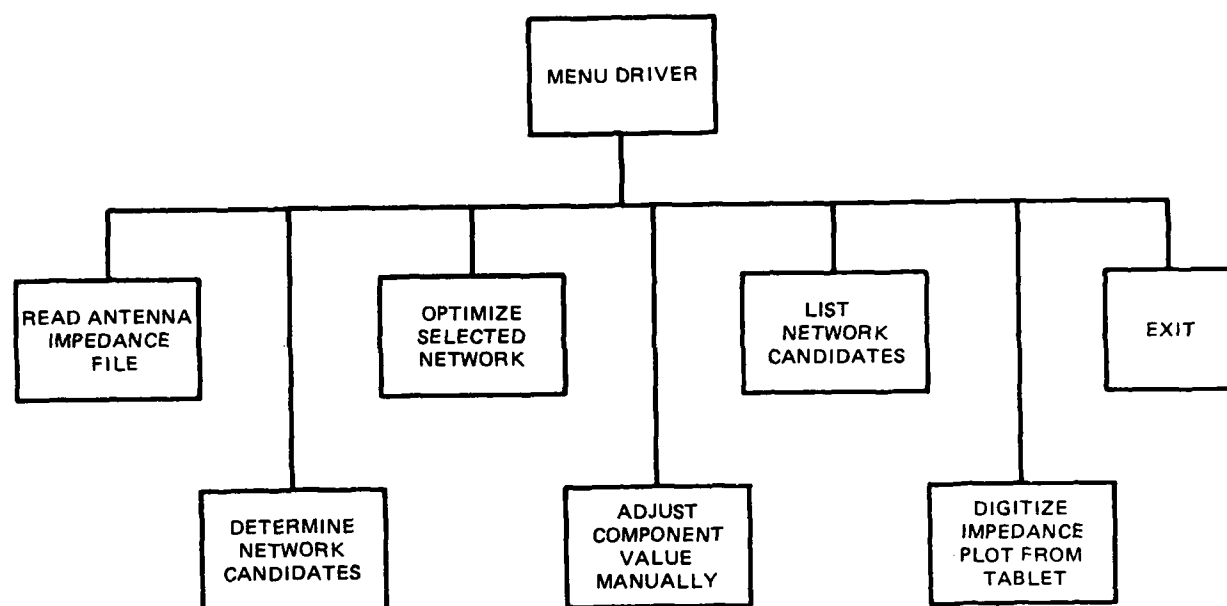 MENU DRIVER
READ ANTENNA
IMPEDANCE
FILE
OPTIMIZE
SELECTED
NETWORK
LIST
NETWORK
CANDIDATES
EXIT
DETERMINE
NETWORK
CANDIDATES
ADJUST
COMPONENT
VALUE
MANUALLY
DIGITIZE
IMPEDANCE
PLOT FROM
TABLET